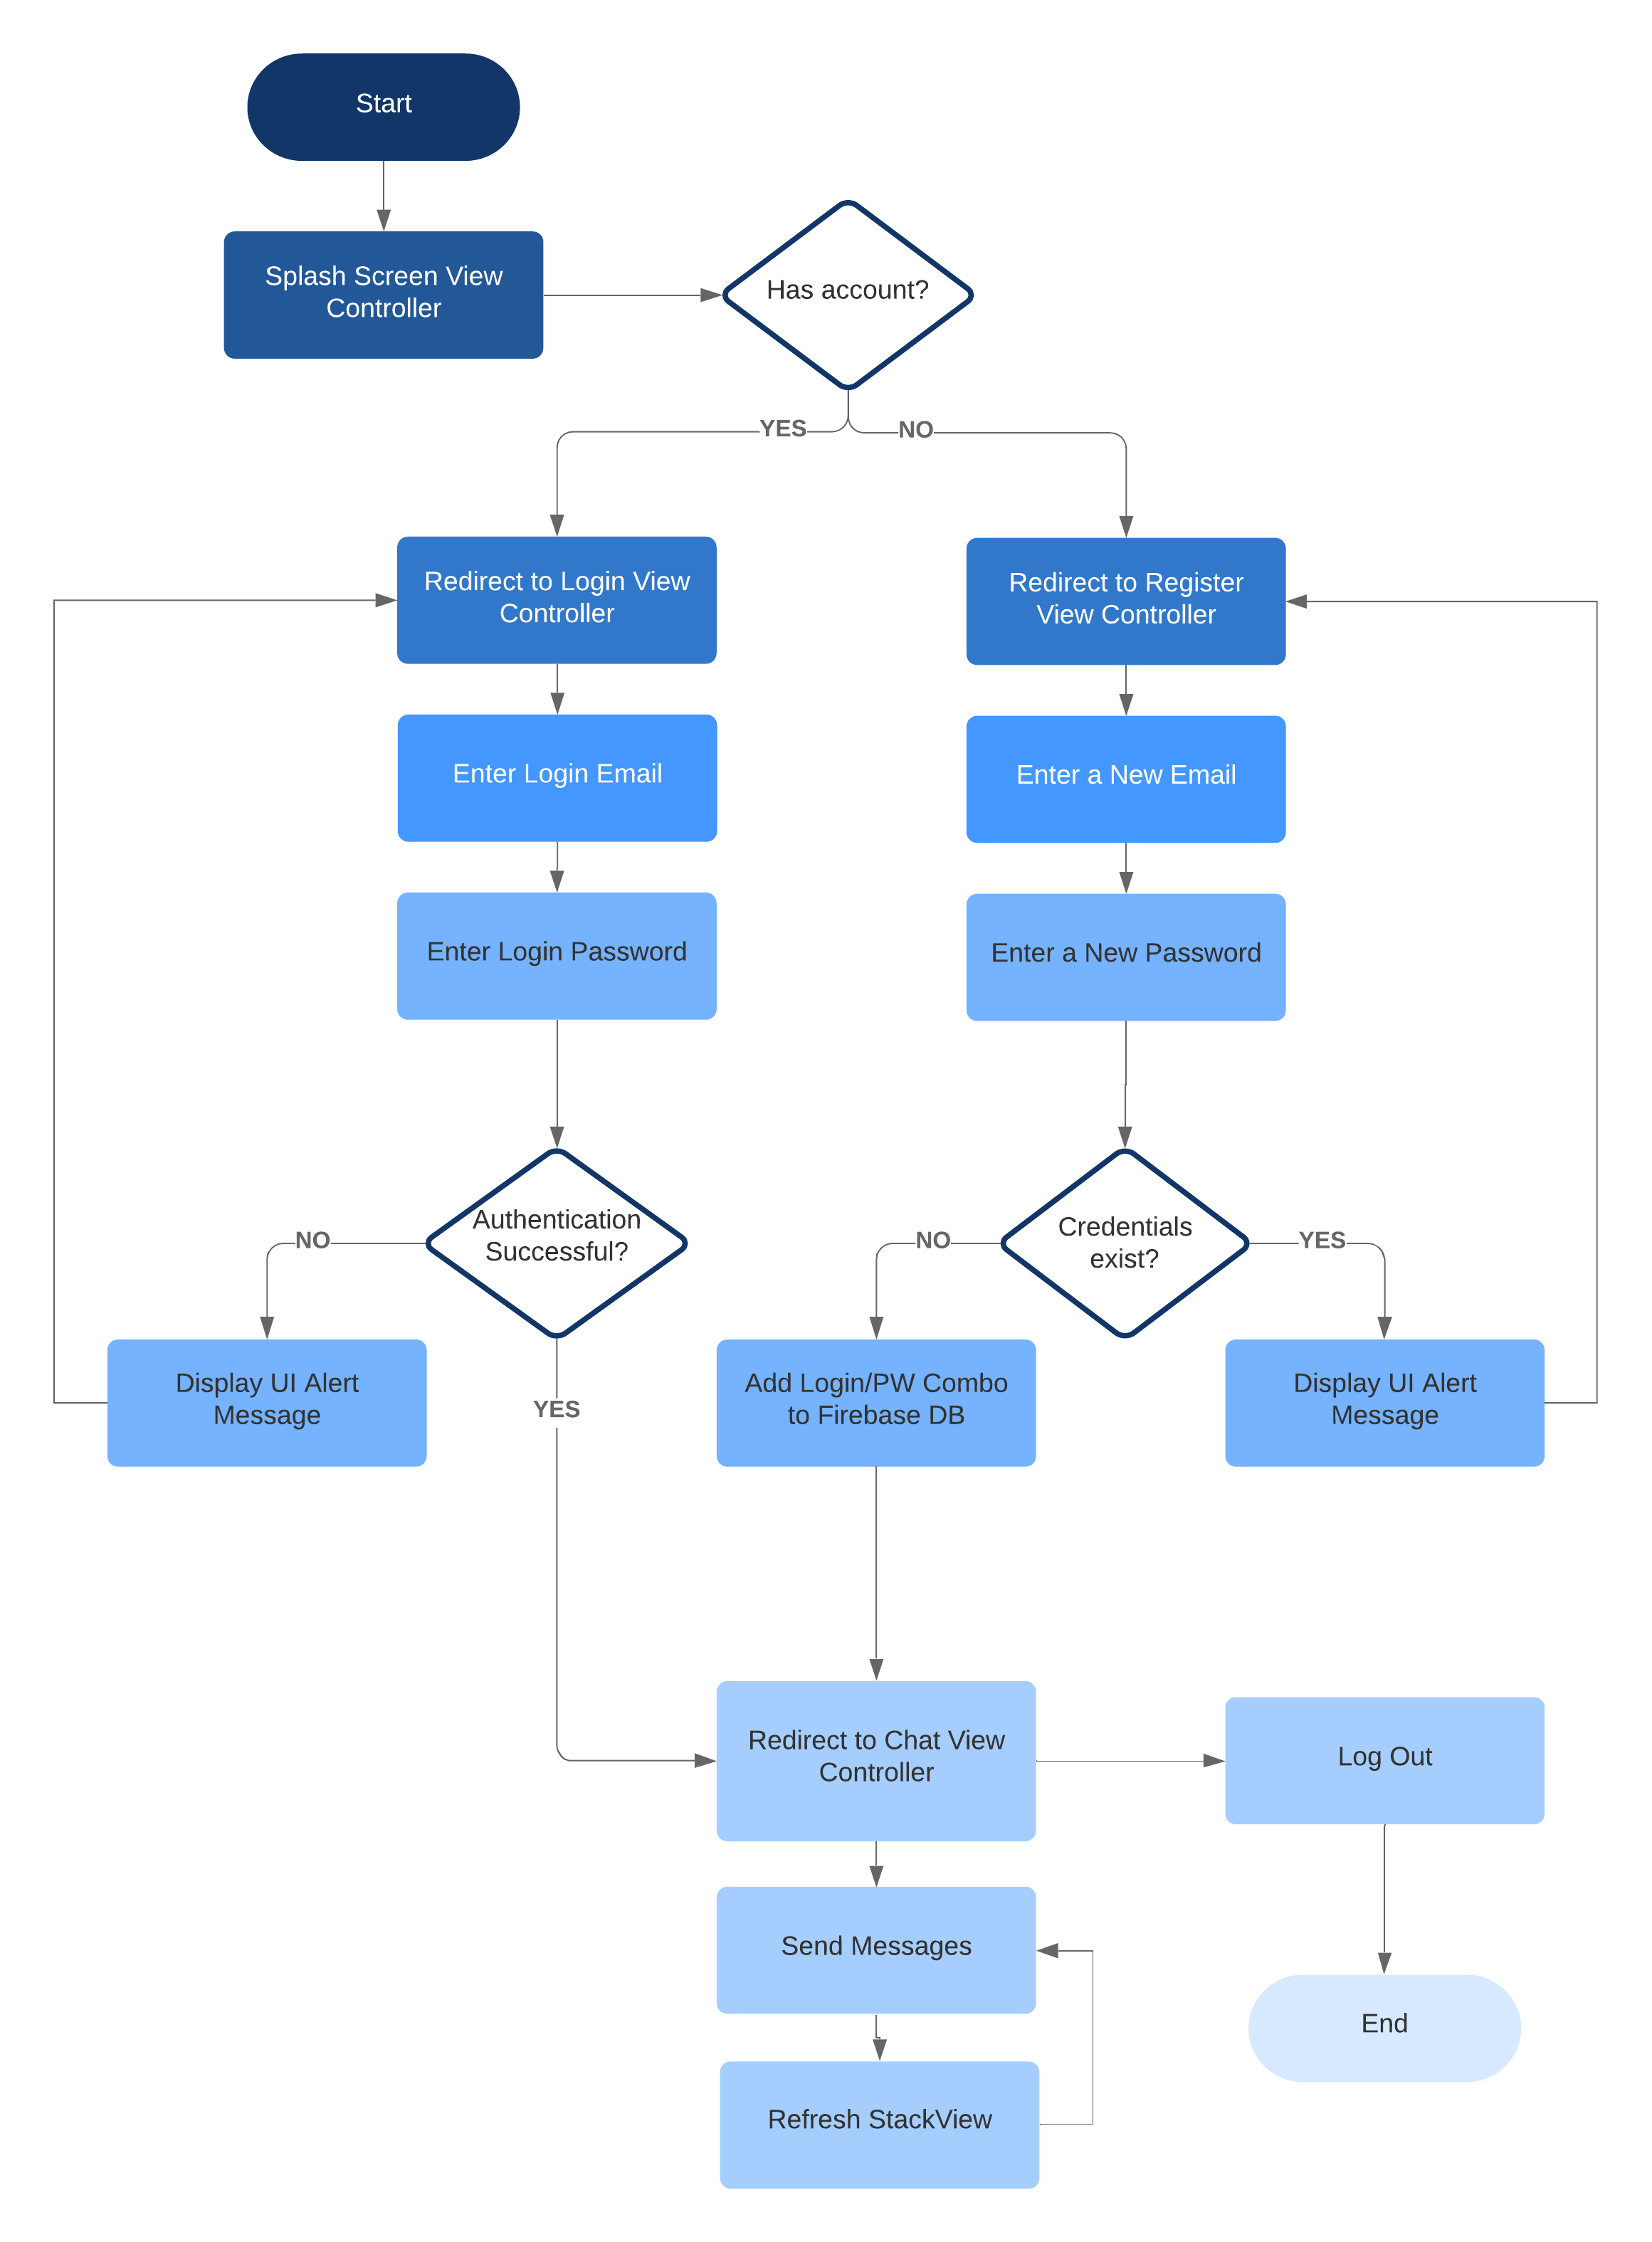 Start
Splash Screen View
Controller
Has account?
YES
NO
Redirect to Login View
Controller
Redirect to Register
View Controller
Enter Login Email
Enter a New Email
Enter Login Password
Enter a New Password
Authentication
Successful?
Credentials
exist?
NO
NO
YES
Display UI Alert
Message
YES
Add Login/PW Combo
to Firebase DB
Display UI Alert
Message
Redirect to Chat View
Controller
Log Out
Send Messages
End
Refresh StackView